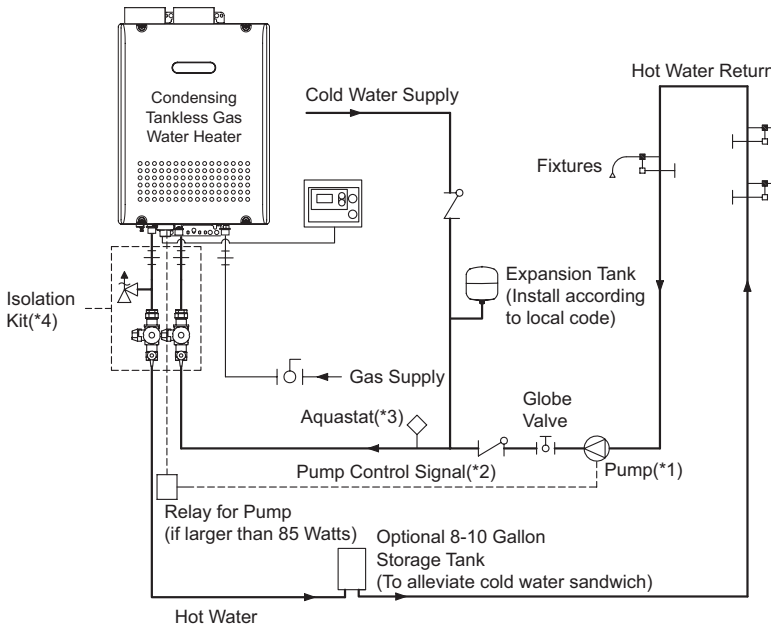 Hot Water Return
Condensing
Tankless Gas
Water Heater
Cold Water Supply
Fixtures
Expansion Tank
(Install according
to local code)
Isolation
Kit(*4)
Gas Supply
Globe
Valve
Aquastat(*3)
Pump Control Signal(*2)
Pump(*1)
Relay for Pump
(if larger than 85 Watts)
Optional 8-10 Gallon
Storage Tank
(To alleviate cold water sandwich)
Hot Water